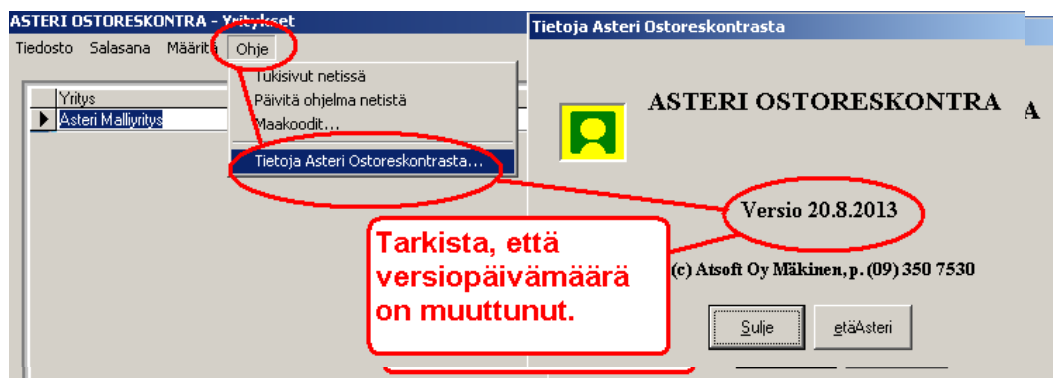 ASTERI OSTORESKONTRA - Yritykset
Tiedosto Salasana Määritä Ohje
Tukisivut netissä
Päivitä ohjelma netistä
Maakoodit...
Tietoja Asteri Ostoreskontrasta...
Yritys
Asteri Malliyritys
Tarkista, että
versiopäivämäärä
on muuttunut.
Tietoja Asteri Ostoreskontrasta
ASTERI OSTORESKONTRA
A
Versio 20.8.2013
(c) Atsoft Oy Mäkinen, p. (09) 350 7530
Sulje etäAsteri